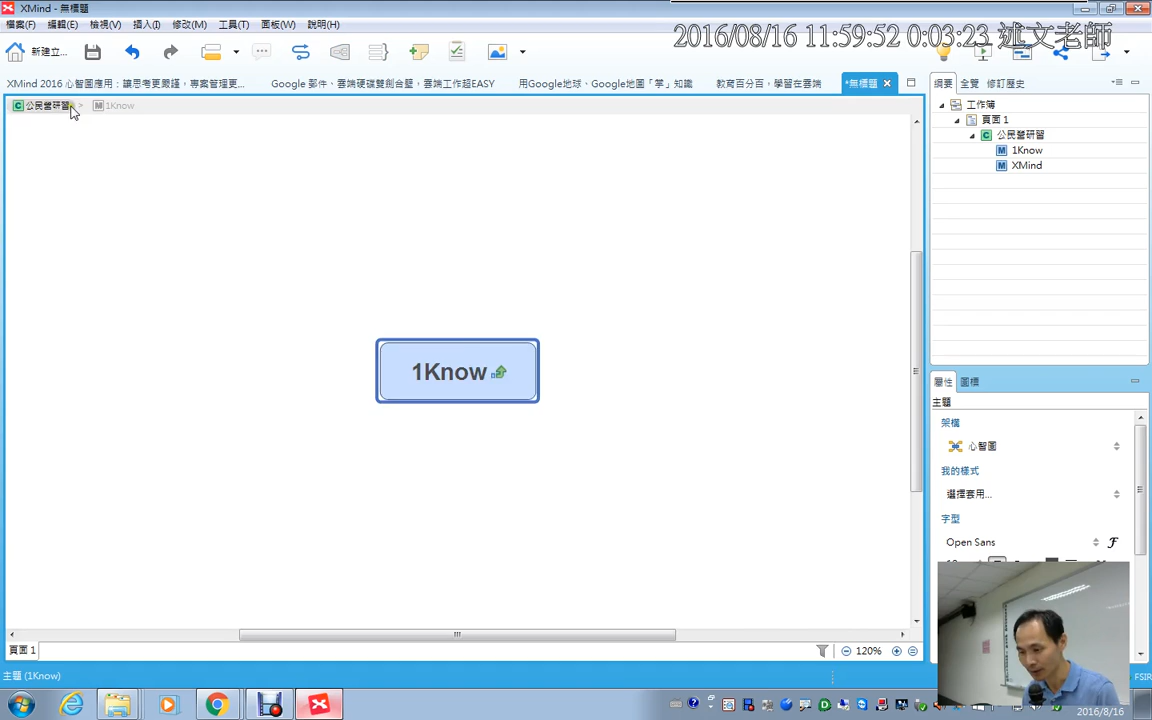 XMind - 無標題
2016/08/16 11:59:52 0:03:23 述文老師
檔案(F) 編輯(E) 檢視(V) 插入(I) 修改(M) 工具(T) 面板(W) 說明(H)
新建立...
XMind 2016 心智圖應用：讓思考更嚴謹，專案管理更... Google 郵件、雲端硬碟雙劍合璧，雲端工作超EASY 用Google地球、Google地圖「掌」知識 教育百分百，學習在雲端 *無標題
綱要 全覽 修訂歷史
公民營研習 > 1Know
工作簿
頁面 1
公民營研習
1Know
XMind
1Know
屬性 圖標
主題
架構
心智圖
我的樣式
選擇套用...
字型
Open Sans
頁面 1
120%
主題 (1Know)
FSIR
2016/8/16